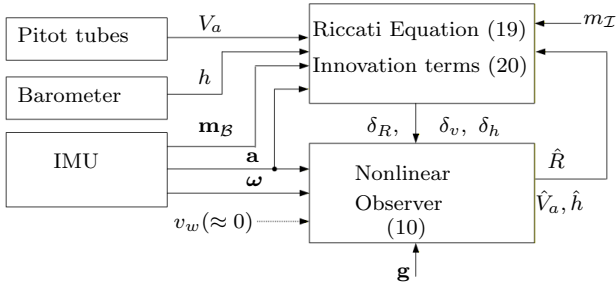 Pitot tubes
V_a
Riccati Equation (19)
m_ℐ
Barometer
h
Innovation terms (20)
m_ℬ
IMU
a
ω
δ_R, δ_v, δ_h
Nonlinear
Observer
(10)
R̂
V̂_a, ĥ
v_w(≈ 0)
g